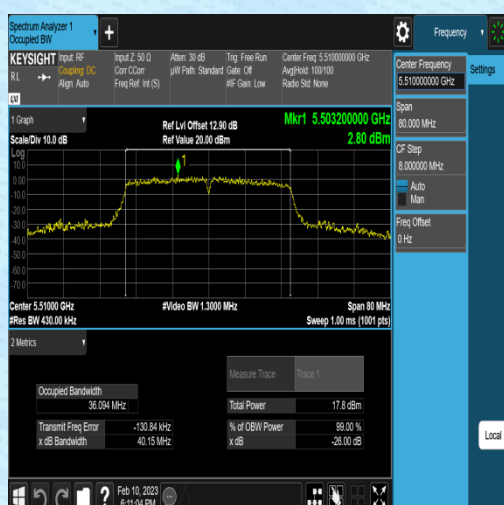 Spectrum Analyzer 1
Occupied BW
Frequency
KEYSIGHT
Input: RF
Input Z: 50 Ω
Atten: 30 dB
Trig: Free Run
Center Freq: 5.510000000 GHz
RL
Coupling: DC
Corr CCorr
µW Path: Standard
Gate: Off
Avg|Hold: 100/100
Align: Auto
Freq Ref: Int (S)
#IF Gain: Low
Radio Std: None
Center Frequency
5.510000000 GHz
Settings
Span
80.000 MHz
CF Step
8.000000 MHz
Auto
Man
Freq Offset
0 Hz
1 Graph
Scale/Div 10.0 dB
Ref Lvl Offset 12.90 dB
Ref Value 20.00 dBm
Mkr1 5.503200000 GHz
2.80 dBm
Log
10.0
0.00
-10.0
-20.0
-30.0
-40.0
-50.0
-60.0
-70.0
1
Center 5.51000 GHz
#Video BW 1.3000 MHz
Span 80 MHz
#Res BW 430.00 kHz
Sweep 1.00 ms (1001 pts)
2 Metrics
Measure Trace
Trace 1
Occupied Bandwidth
36.094 MHz
Total Power
17.8 dBm
Transmit Freq Error
-130.84 kHz
% of OBW Power
99.00 %
x dB Bandwidth
40.15 MHz
x dB
-26.00 dB
Local
Feb 10, 2023
6:11:04 PM